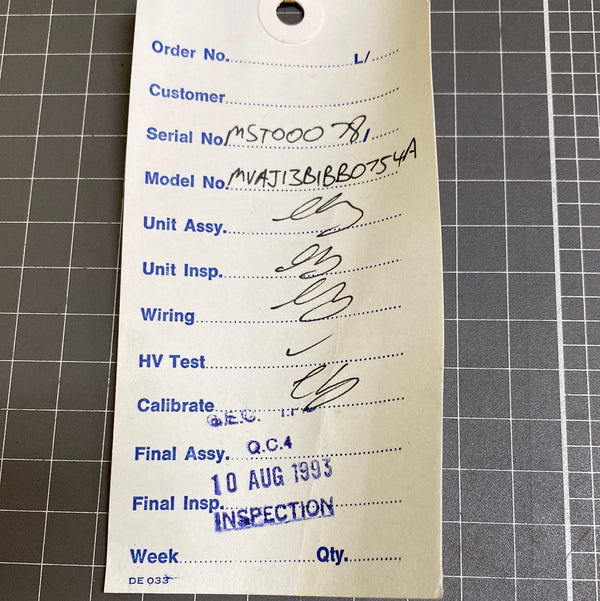 Order No. L/
Customer
Serial No. MST00078/
Model No. MVAJ13B1BB0754A
Unit Assy.
Unit Insp.
Wiring
HV Test ✓
Calibrate
G.E.C.
Final Assy. Q.C.4
10 AUG 1993
Final Insp.
INSPECTION
Week Qty.
DE 033